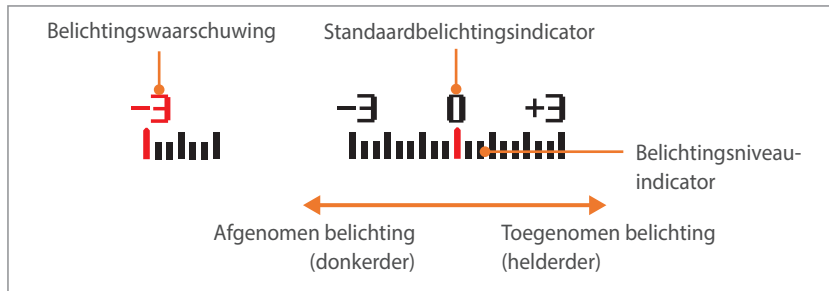 Belichtingswaarschuwing
Standaardbelichtingsindicator
-3
-3 0 +3
Belichtingsniveau-
indicator
Afgenomen belichting
(donkerder)
Toegenomen belichting
(helderder)